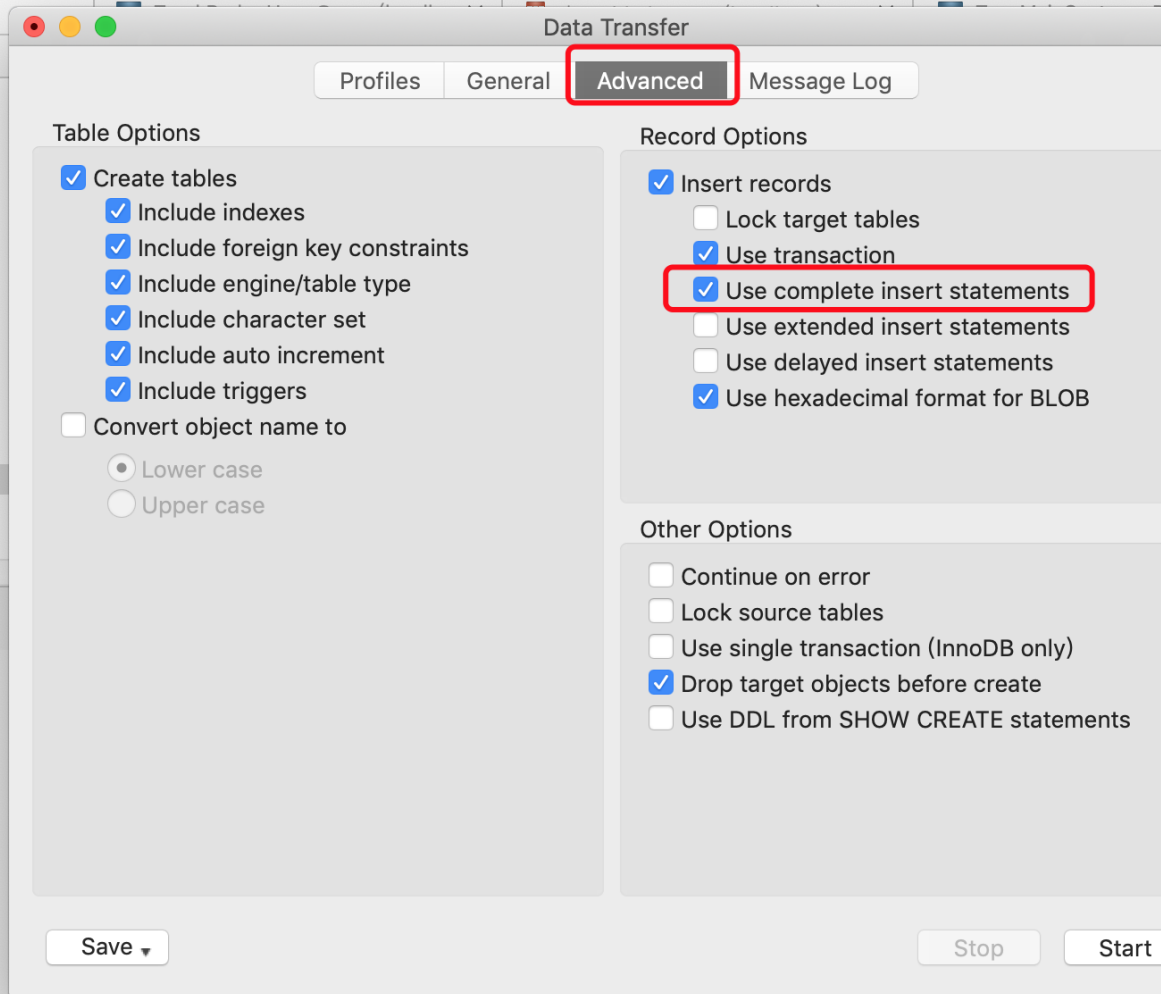 Data Transfer
Profiles
General
Advanced
Message Log
Table Options
Create tables
Include indexes
Include foreign key constraints
Include engine/table type
Include character set
Include auto increment
Include triggers
Convert object name to
Lower case
Upper case
Record Options
Insert records
Lock target tables
Use transaction
Use complete insert statements
Use extended insert statements
Use delayed insert statements
Use hexadecimal format for BLOB
Other Options
Continue on error
Lock source tables
Use single transaction (InnoDB only)
Drop target objects before create
Use DDL from SHOW CREATE statements
Save
Stop
Start